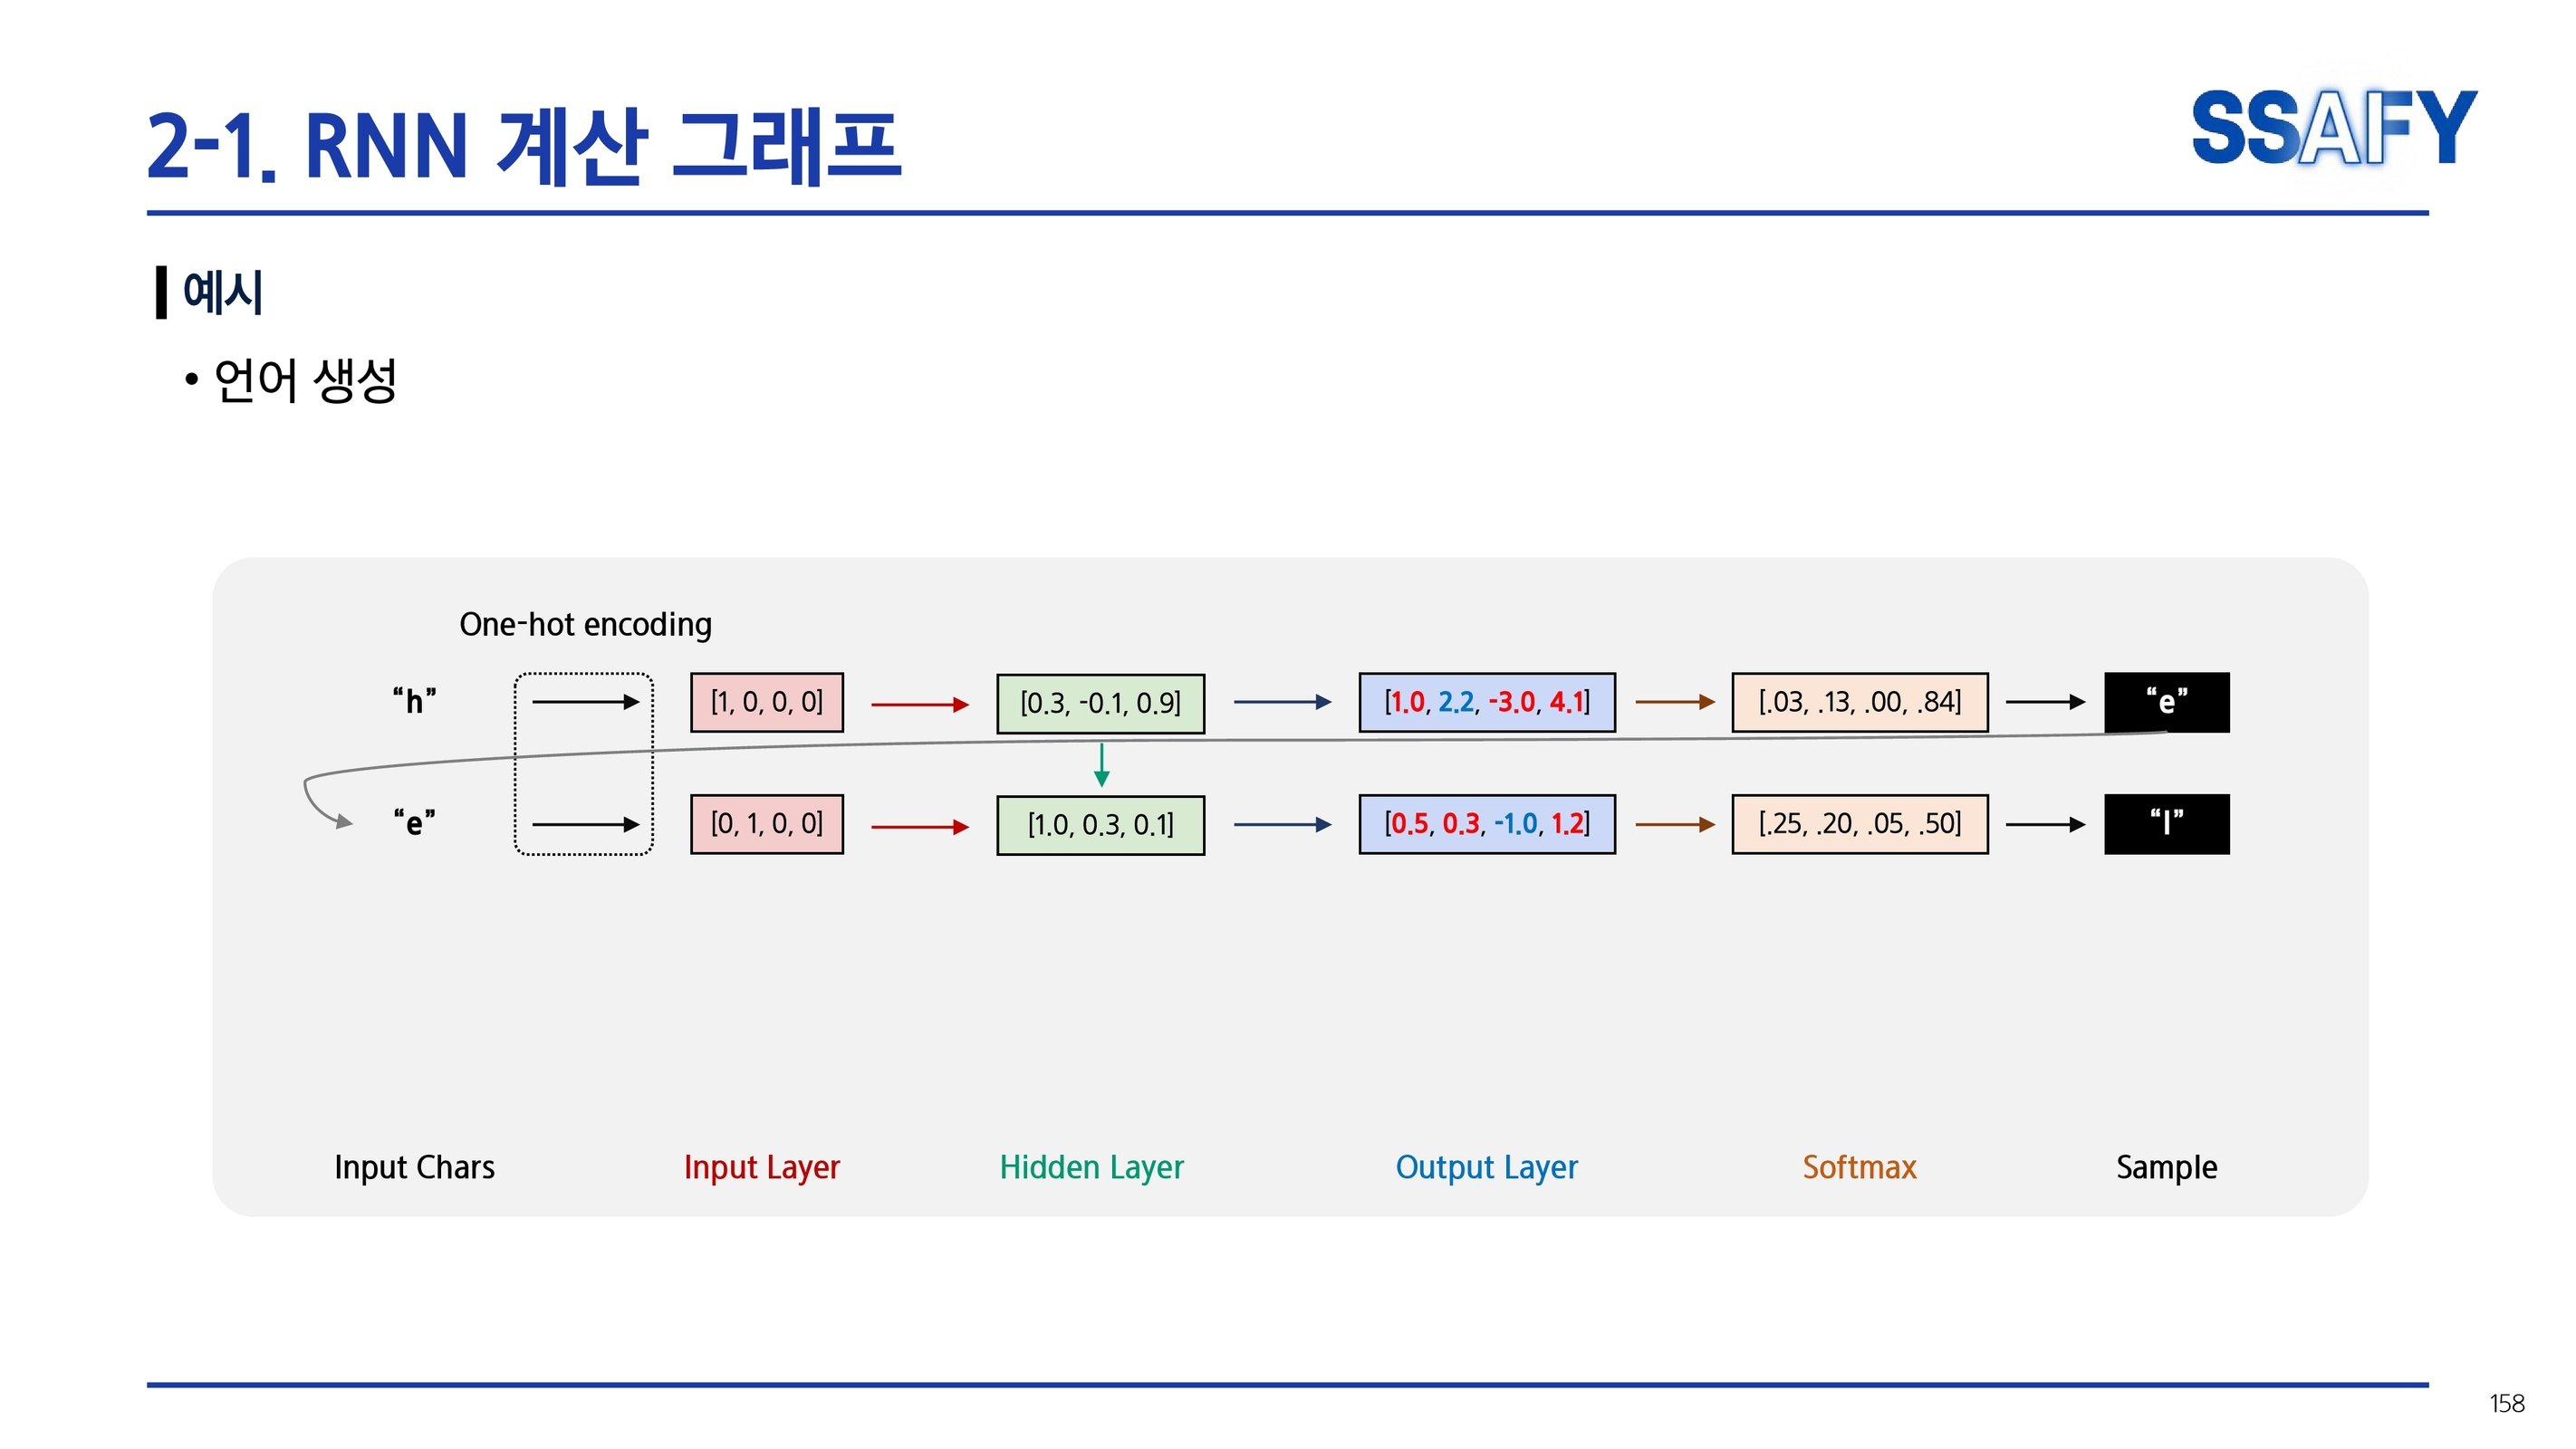 2-1. RNN 계산 그래프
SSAFY
예시
• 언어 생성
One-hot encoding
“h” [1, 0, 0, 0] [0.3, -0.1, 0.9] [1.0, 2.2, -3.0, 4.1] [.03, .13, .00, .84] “e”
“e” [0, 1, 0, 0] [1.0, 0.3, 0.1] [0.5, 0.3, -1.0, 1.2] [.25, .20, .05, .50] “l”
Input Chars Input Layer Hidden Layer Output Layer Softmax Sample
158